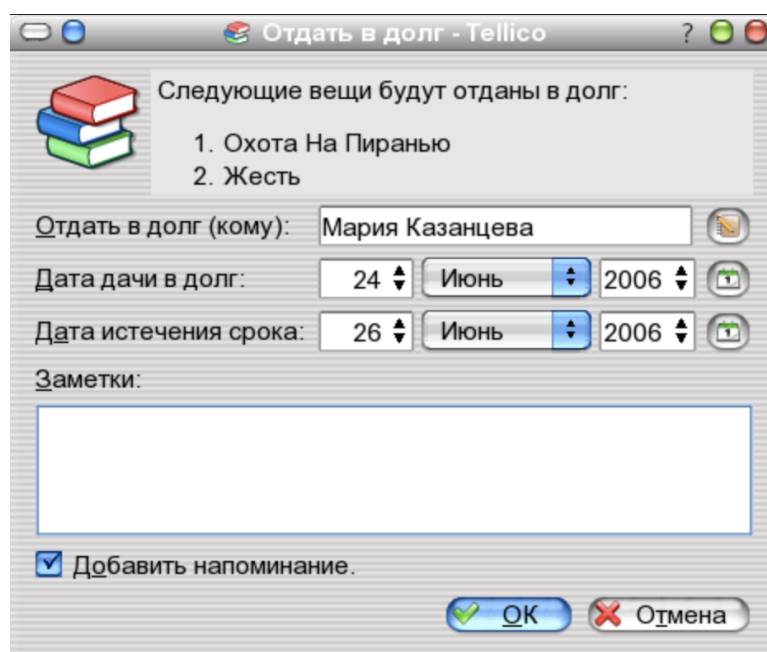 Отдать в долг - Tellico ?
Следующие вещи будут отданы в долг:
1. Охота На Пиранью
2. Жесть
Отдать в долг (кому): Мария Казанцева
Дата дачи в долг: 24 Июнь 2006
Дата истечения срока: 26 Июнь 2006
Заметки:
Добавить напоминание.
OK Отмена